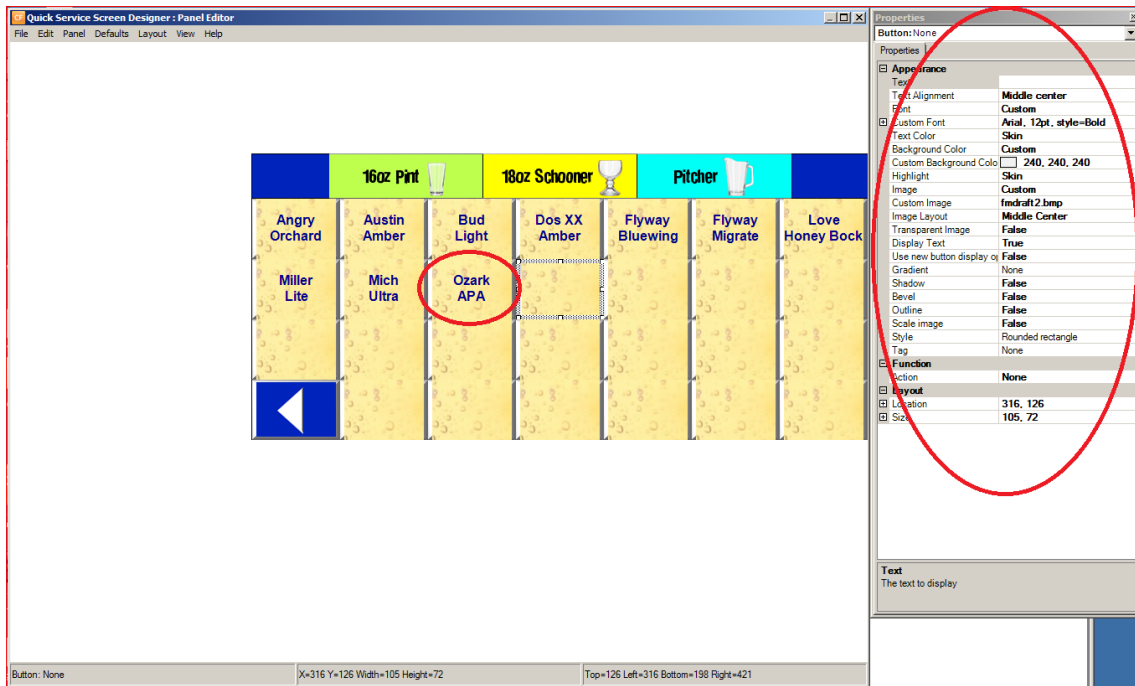 Quick Service Screen Designer : Panel Editor
File Edit Panel Defaults Layout View Help
16oz Pint 18oz Schooner Pitcher
Angry Orchard
Austin Amber
Bud Light
Dos XX Amber
Flyway Bluewing
Flyway Migrate
Love Honey Bock
Miller Lite
Mich Ultra
Ozark APA
Button: None
X=316 Y=126 Width=105 Height=72
Top=126 Left=316 Bottom=198 Right=421
Properties
Button: None
Properties
Appearance
Text
Text Alignment Middle center
Font Custom
Custom Font Arial, 12pt, style=Bold
Text Color Skin
Background Color Custom
Custom Background Colo 240, 240, 240
Highlight Skin
Image Custom
Custom Image fmdraft2.bmp
Image Layout Middle Center
Transparent Image False
Display Text True
Use new button display op False
Gradient None
Shadow False
Bevel False
Outline False
Scale image False
Style Rounded rectangle
Tag None
Function
Action None
Layout
Location 316, 126
Size 105, 72
Text
The text to display